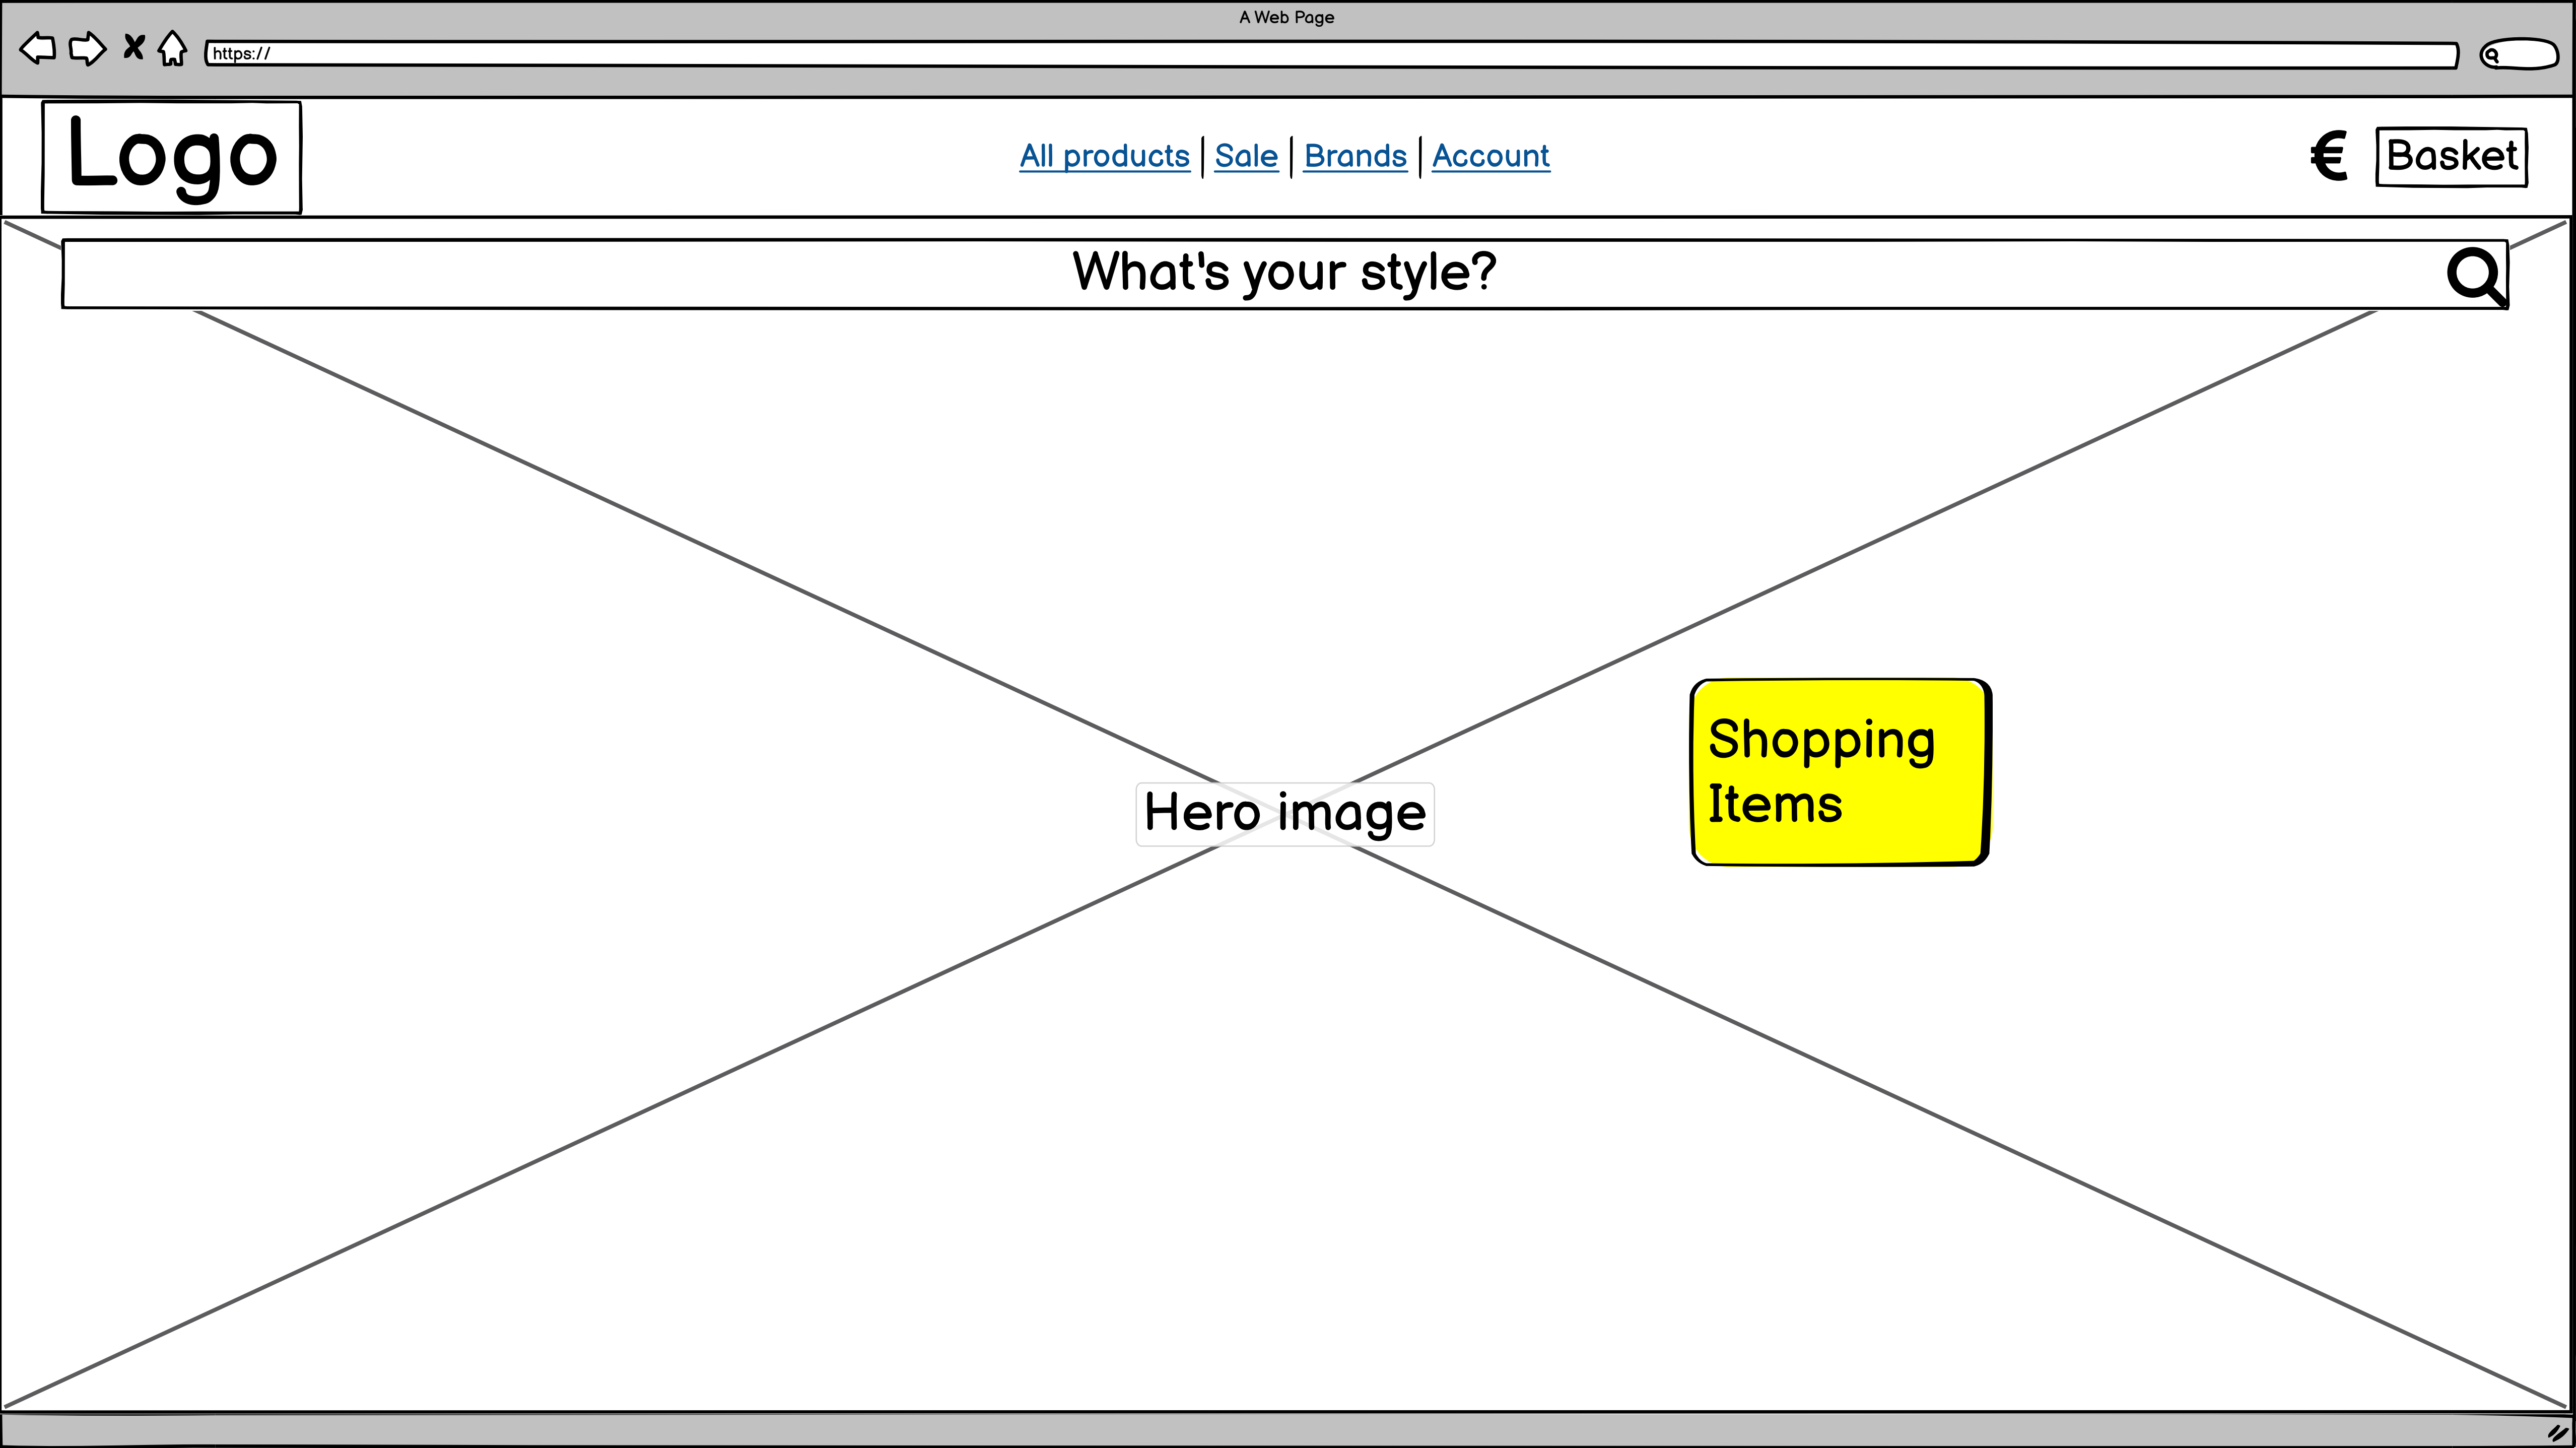 A Web Page
https://
Logo
All products | Sale | Brands | Account
€ Basket
What's your style?
Shopping
Items
Hero image